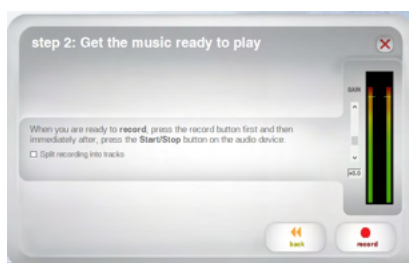 step 2: Get the music ready to play
GAIN
When you are ready to record, press the record button first and then
immediately after, press the Start/Stop button on the audio device.
Split recording into tracks
+0.0
back
record